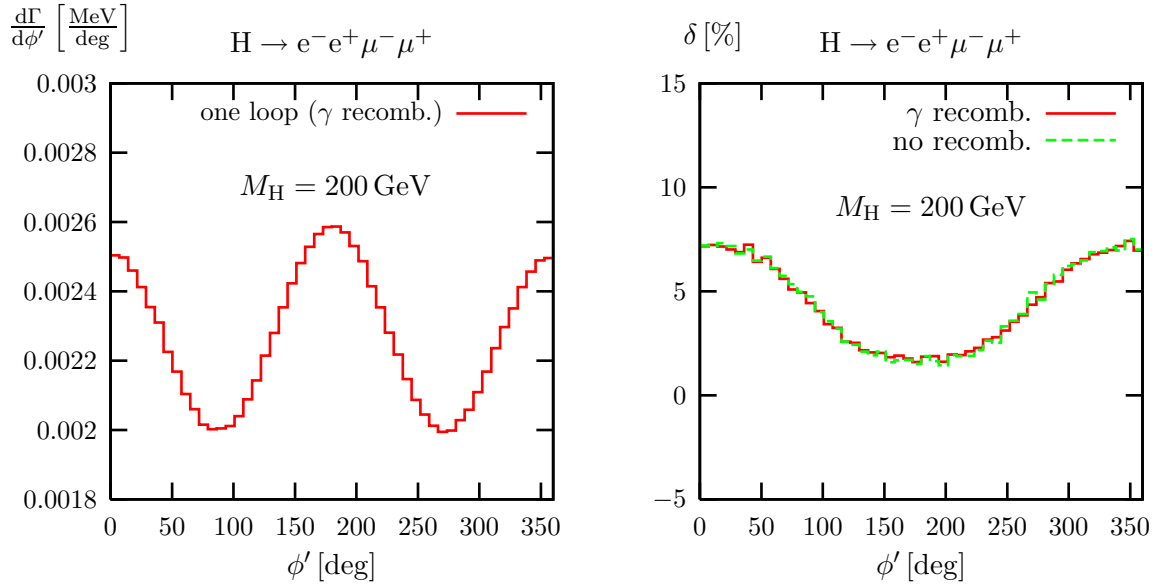 dΓ/dϕ′ [MeV/deg]
H → e⁻e⁺μ⁻μ⁺
0.003
0.0028
0.0026
0.0024
0.0022
0.002
0.0018
one loop (γ recomb.)
M_H = 200 GeV
0 50 100 150 200 250 300 350
ϕ′ [deg]
δ [%]
H → e⁻e⁺μ⁻μ⁺
15
10
5
0
−5
γ recomb.
no recomb.
M_H = 200 GeV
0 50 100 150 200 250 300 350
ϕ′ [deg]